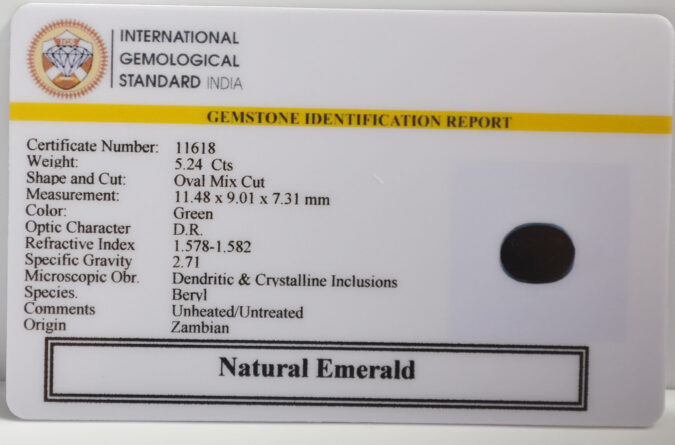 INTERNATIONAL
GEMOLOGICAL
STANDARD INDIA
GEMSTONE IDENTIFICATION REPORT
Certificate Number: 11618
Weight: 5.24 Cts
Shape and Cut: Oval Mix Cut
Measurement: 11.48 x 9.01 x 7.31 mm
Color: Green
Optic Character D.R.
Refractive Index 1.578-1.582
Specific Gravity 2.71
Microscopic Obr. Dendritic & Crystalline Inclusions
Species. Beryl
Comments Unheated/Untreated
Origin Zambian
Natural Emerald